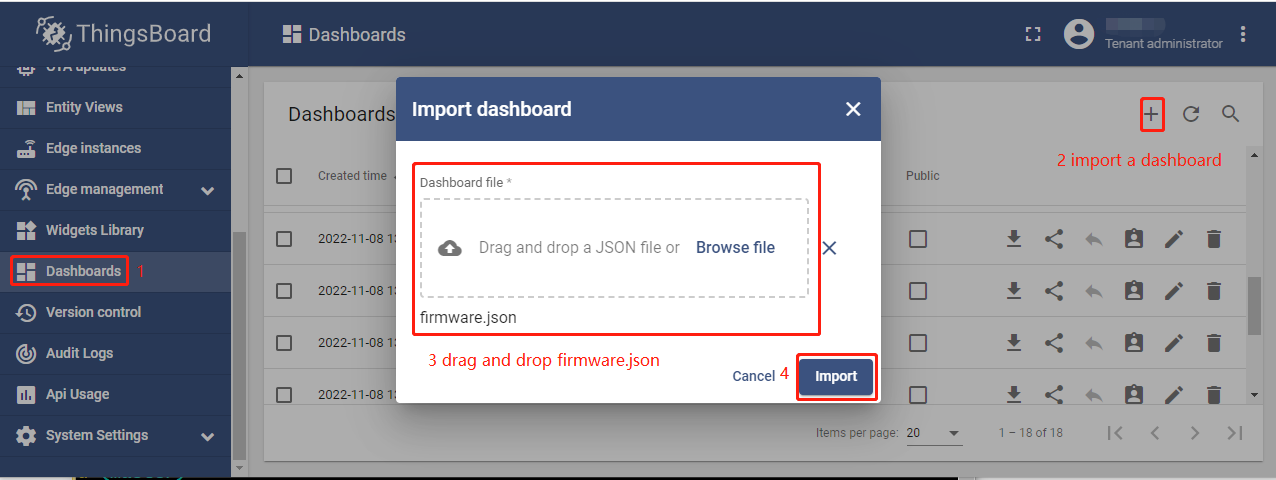 ThingsBoard
Dashboards
Tenant administrator
OTA updates
Entity Views
Edge instances
Edge management
Widgets Library
Dashboards 1
Version control
Audit Logs
Api Usage
System Settings
Dashboards
2 import a dashboard
Created time
Public
2022-11-08 1
2022-11-08 1
2022-11-08 1
2022-11-08 1
Import dashboard
Dashboard file *
Drag and drop a JSON file or Browse file
firmware.json
3 drag and drop firmware.json
Cancel 4 Import
Items per page: 20 1 – 18 of 18